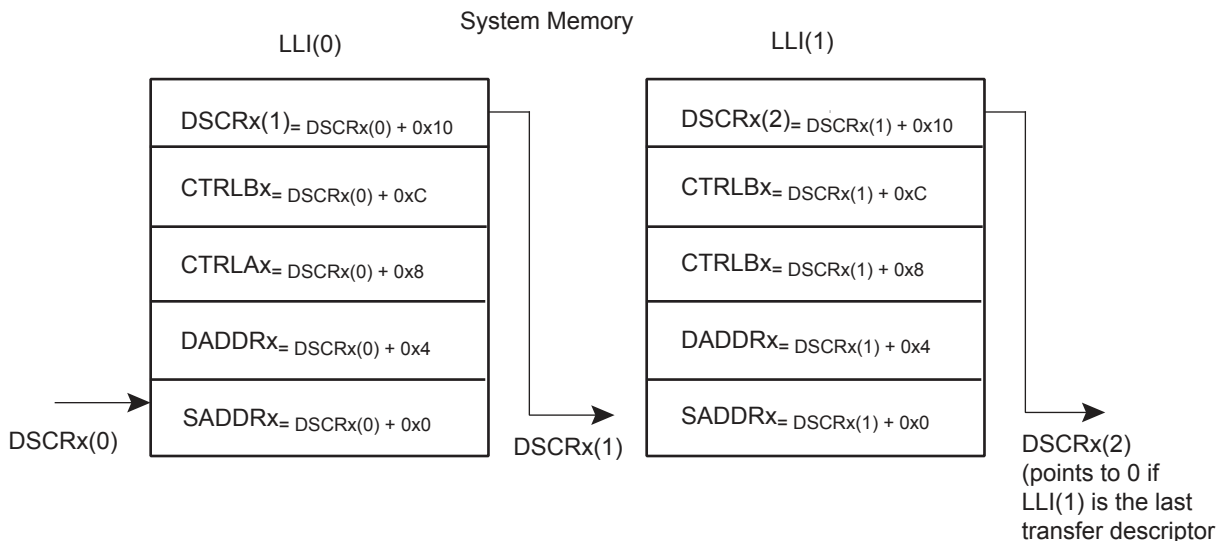 System Memory
LLI(0)
LLI(1)
DSCRx(1)= DSCRx(0) + 0x10
CTRLBx= DSCRx(0) + 0xC
CTRLAx= DSCRx(0) + 0x8
DADDRx= DSCRx(0) + 0x4
SADDRx= DSCRx(0) + 0x0
DSCRx(0)
DSCRx(1)
DSCRx(2)= DSCRx(1) + 0x10
CTRLBx= DSCRx(1) + 0xC
CTRLBx= DSCRx(1) + 0x8
DADDRx= DSCRx(1) + 0x4
SADDRx= DSCRx(1) + 0x0
DSCRx(2)
(points to 0 if
LLI(1) is the last
transfer descriptor